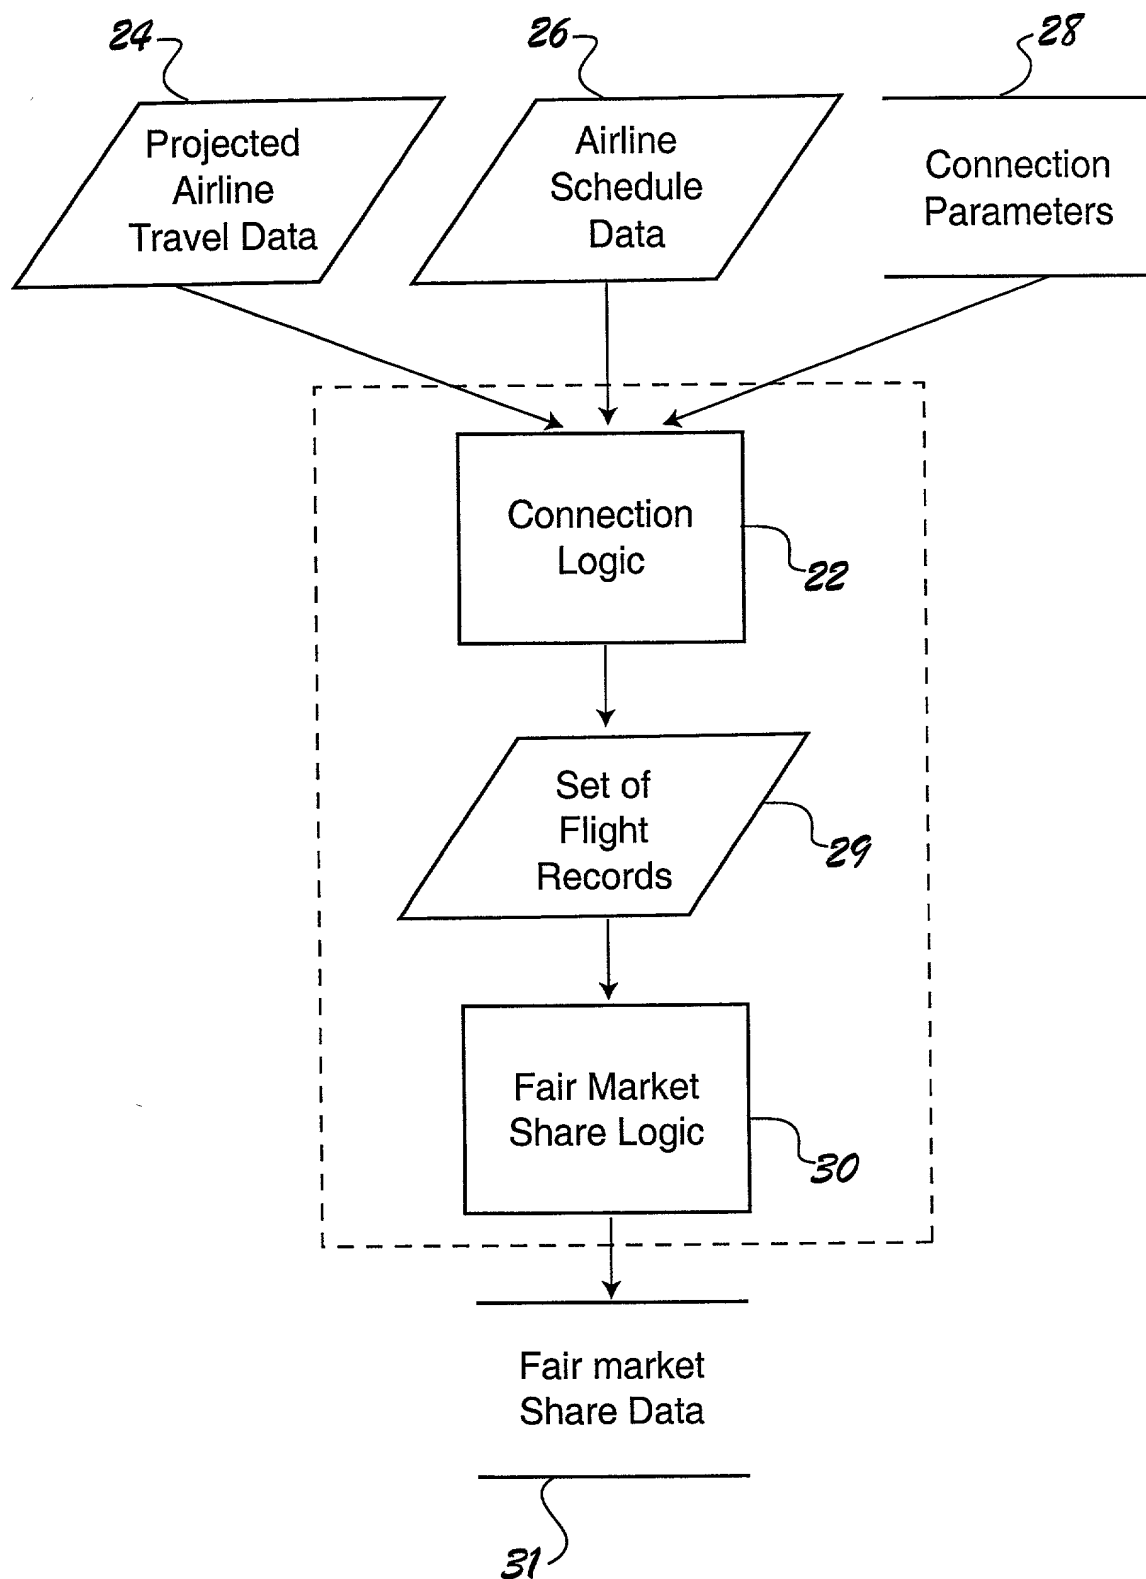 24
26
28
Projected
Airline
Travel Data
Airline
Schedule
Data
Connection
Parameters
Connection
Logic
22
Set of
Flight
Records
29
Fair Market
Share Logic
30
Fair market
Share Data
31